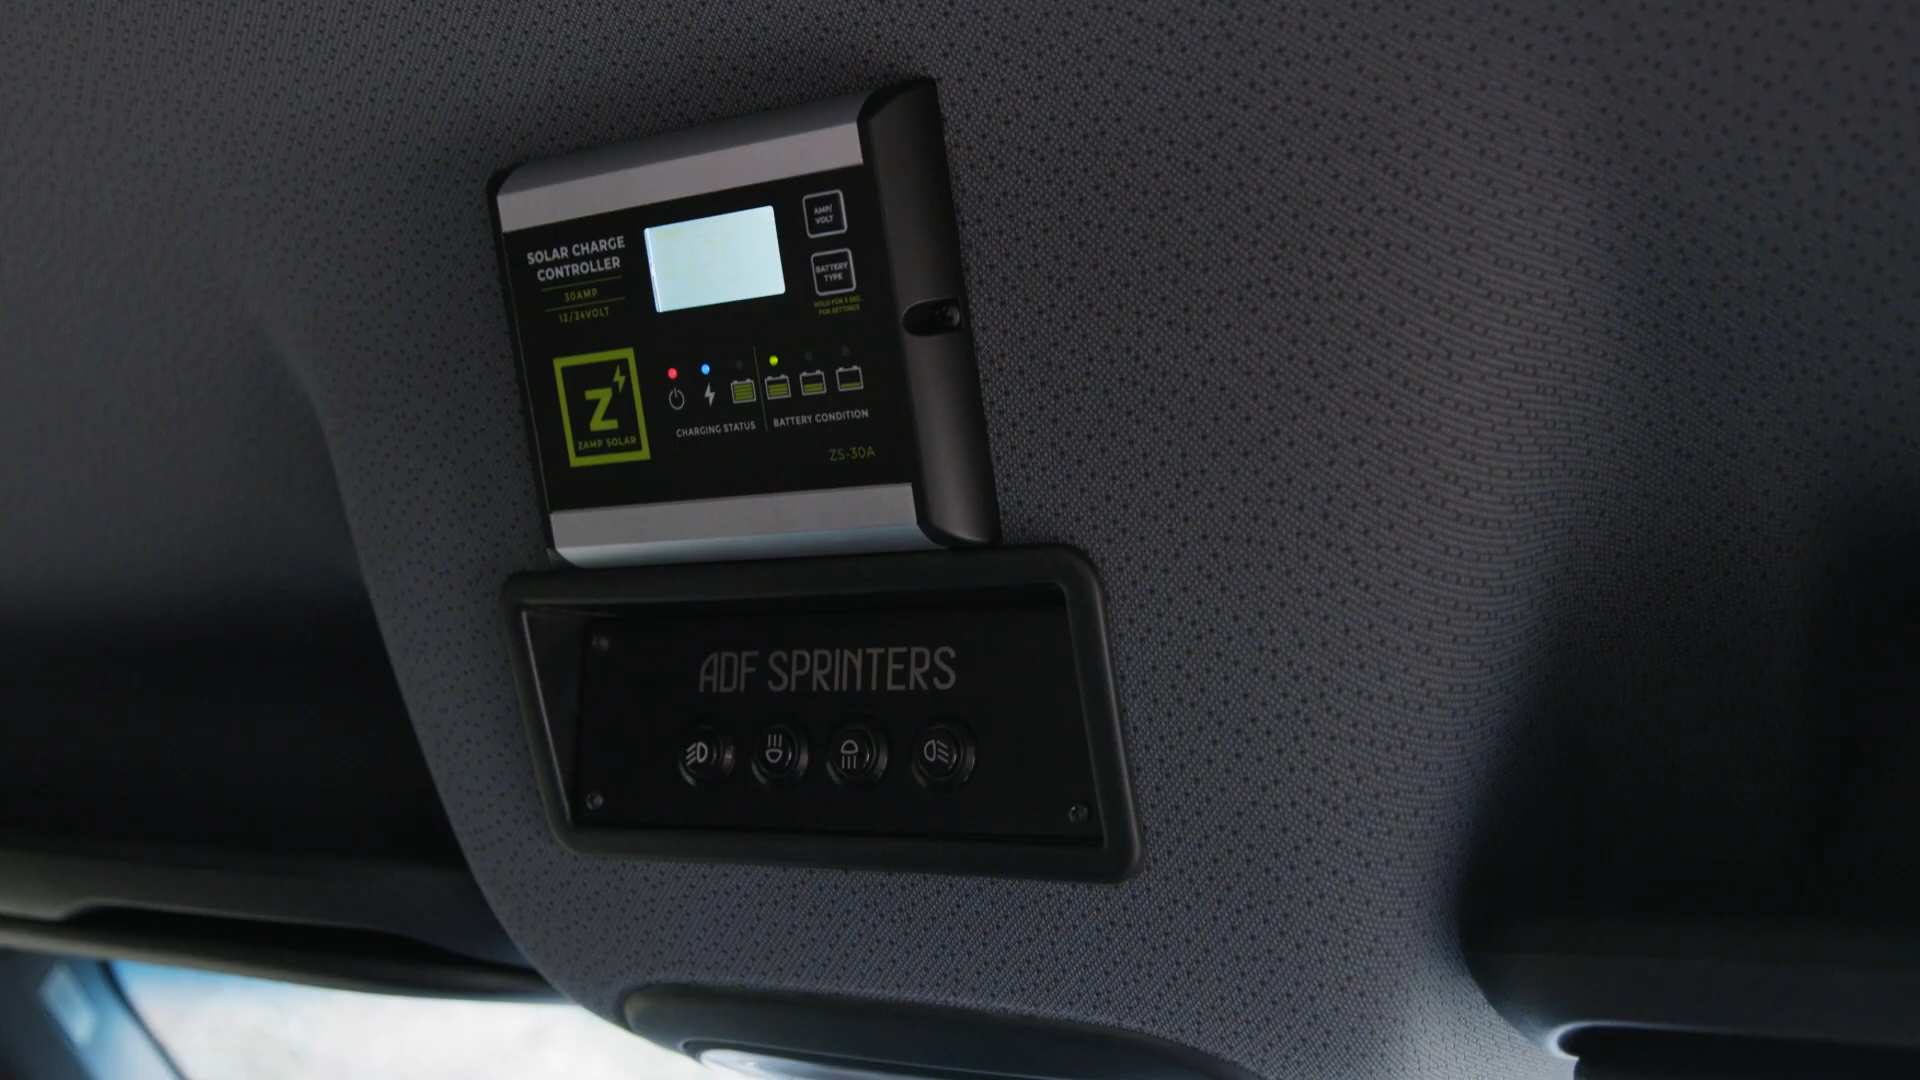 SOLAR CHARGE
CONTROLLER
30AMP
12/24VOLT
AMP/
VOLT
BATTERY
TYPE
HOLD FOR 3 SEC.
FOR SETTINGS
Z
ZAMP SOLAR
CHARGING STATUS
BATTERY CONDITION
ZS-30A
ADF SPRINTERS